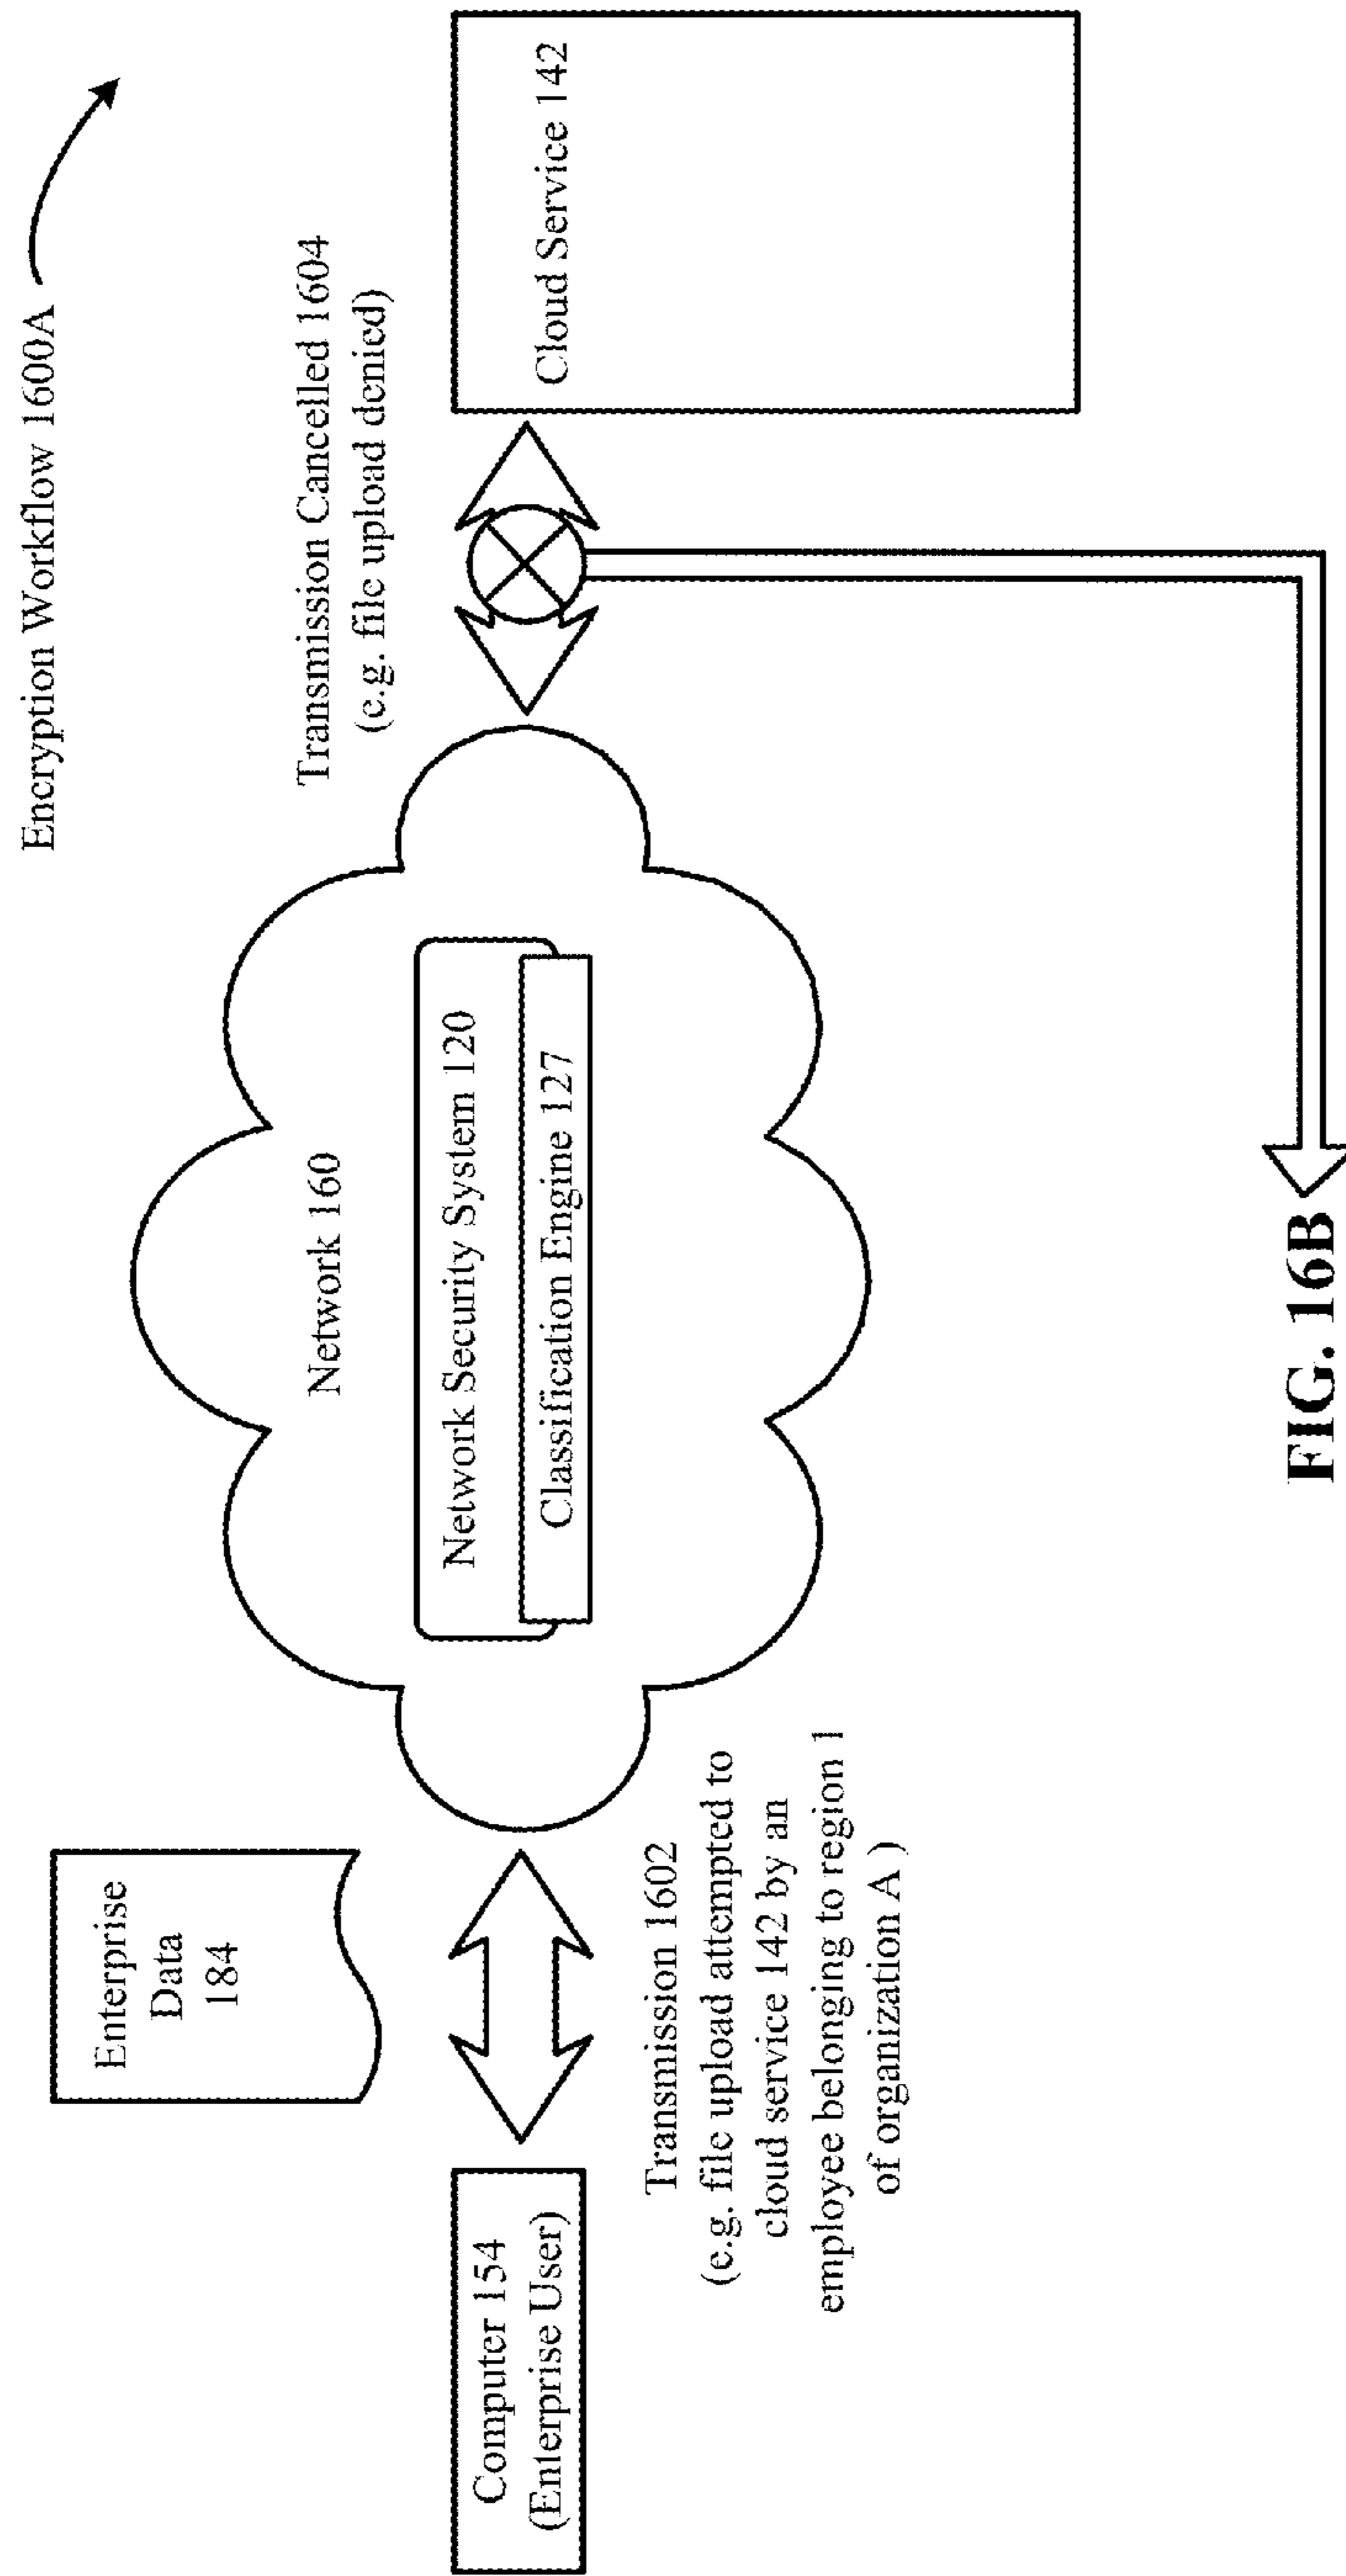 Encryption Workflow 1600A
Enterprise
Data
184
Transmission Cancelled 1604
(e.g. file upload denied)
Network 160
Computer 154
(Enterprise User)
Network Security System 120
Classification Engine 127
Cloud Service 142
Transmission 1602
(e.g. file upload attempted to
cloud service 142 by an
employee belonging to region 1
of organization A )
FIG. 16B